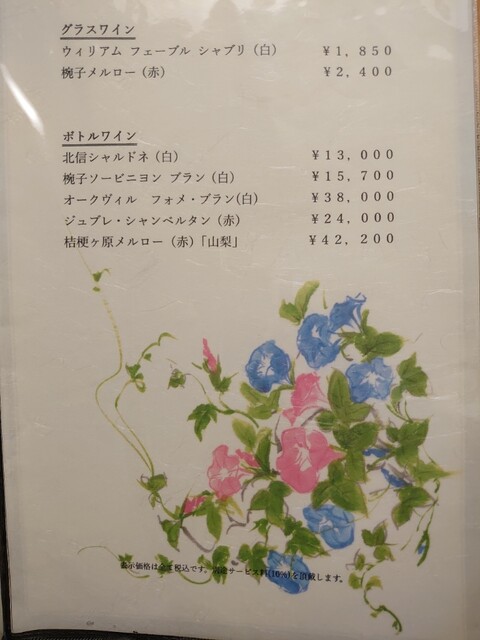 グラスワイン
ウィリアム フェーブル シャブリ（白） ￥１，８５０
椀子メルロー（赤） ￥２，４００
ボトルワイン
北信シャルドネ（白） ￥１３，０００
椀子ソービニヨン ブラン（白） ￥１５，７００
オークヴィル フォメ・ブラン(白) ￥３８，０００
ジュブレ・シャンベルタン（赤） ￥２４，０００
桔梗ヶ原メルロー（赤）「山梨」 ￥４２，２００
表示価格は全て税込です。別途サービス料(10%)を頂戴します。